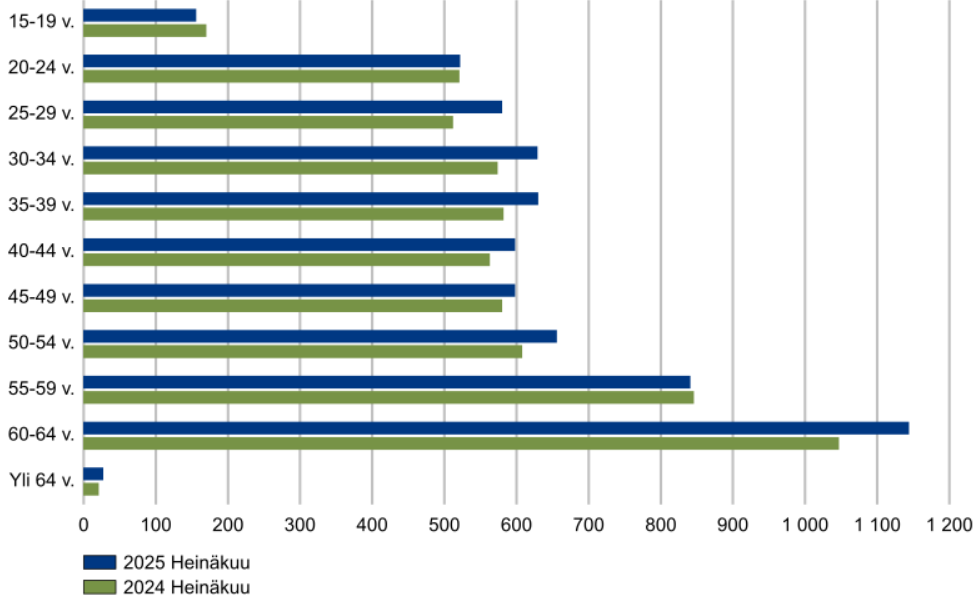 15-19 v.
20-24 v.
25-29 v.
30-34 v.
35-39 v.
40-44 v.
45-49 v.
50-54 v.
55-59 v.
60-64 v.
Yli 64 v.
0 100 200 300 400 500 600 700 800 900 1 000 1 100 1 200
2025 Heinäkuu
2024 Heinäkuu